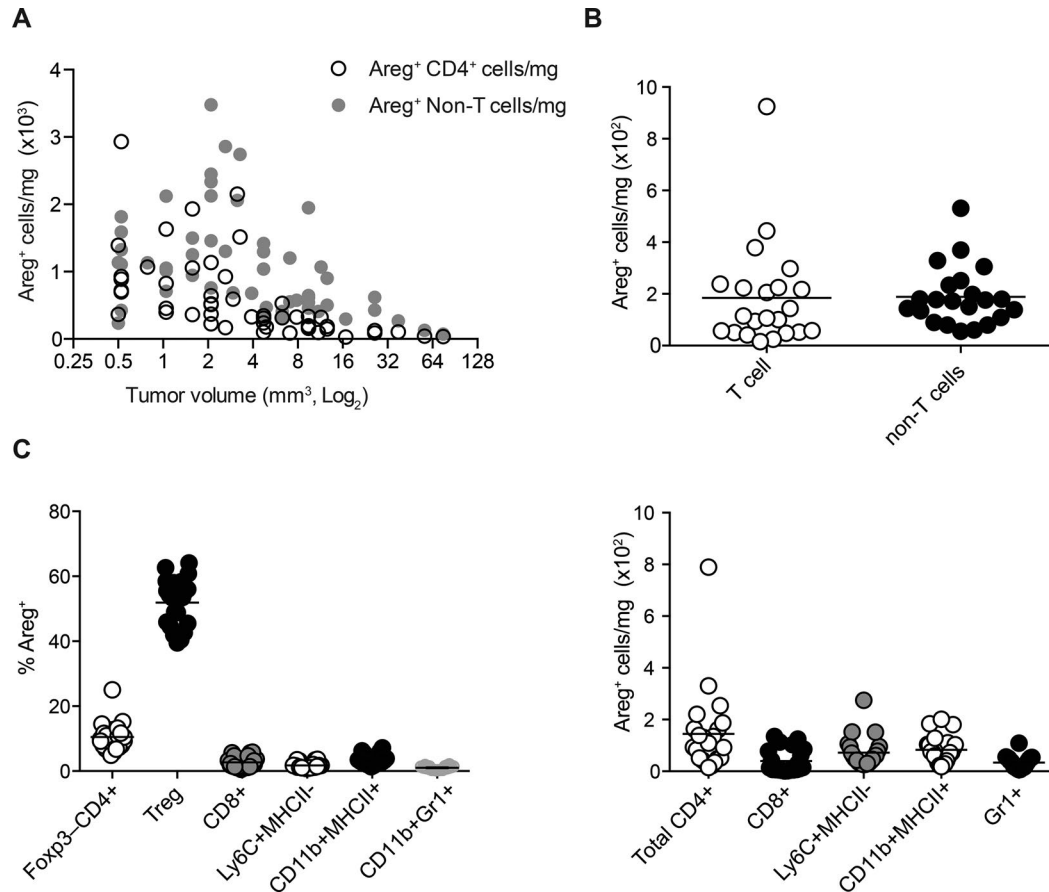 A
Areg⁺ cells/mg (x10³)
4
3
2
1
0
0.25 0.5 1 2 4 8 16 32 64 128
Tumor volume (mm³, Log₂)
Areg⁺ CD4⁺ cells/mg
Areg⁺ Non-T cells/mg
B
Areg⁺ cells/mg (x10²)
10
8
6
4
2
0
T cell
non-T cells
C
% Areg⁺
80
60
40
20
0
Foxp3–CD4+
Treg
CD8+
Ly6C+MHCII-
CD11b+MHCII+
CD11b+Gr1+
Areg⁺ cells/mg (x10²)
10
8
6
4
2
0
Total CD4+
CD8+
Ly6C+MHCII-
CD11b+MHCII+
Gr1+